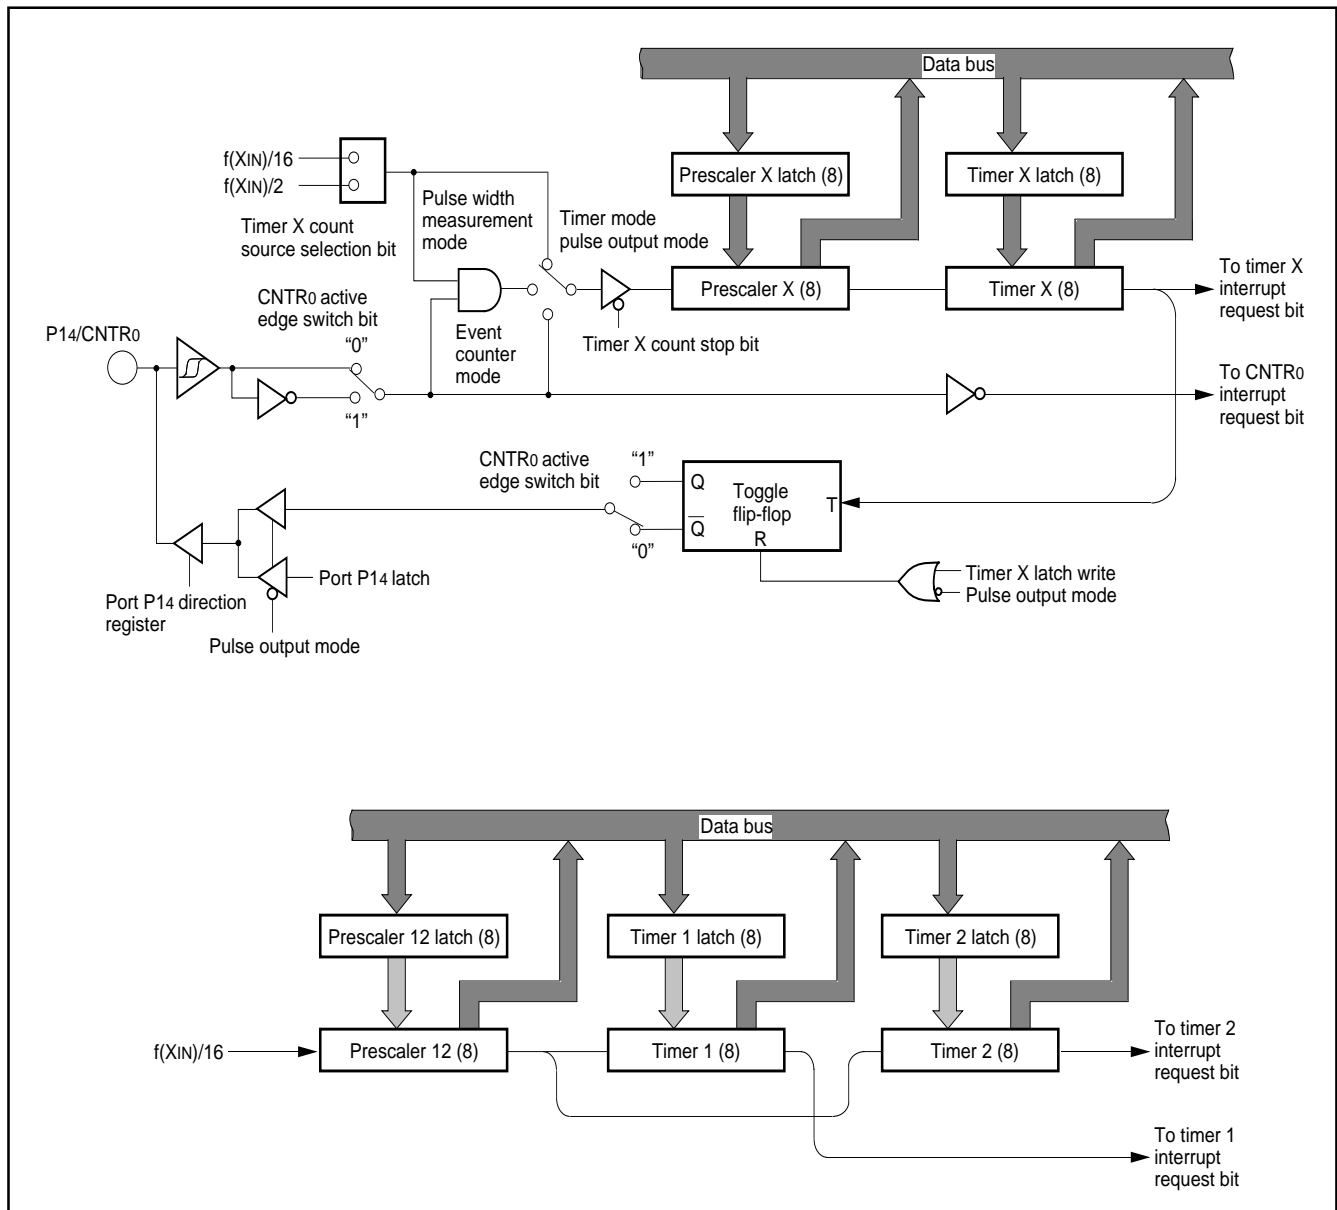 Data bus
f(XIN)/16
f(XIN)/2
Prescaler X latch (8)
Timer X latch (8)
Pulse width
measurement
mode
Timer mode
pulse output mode
Timer X count
source selection bit
Prescaler X (8)
Timer X (8)
To timer X
interrupt
request bit
CNTR0 active
edge switch bit
P14/CNTR0
"0"
Event
counter
mode
Timer X count stop bit
"1"
To CNTR0
interrupt
request bit
CNTR0 active
edge switch bit
"1"
Q
Toggle
flip-flop
T
Q
R
"0"
Port P14 latch
Timer X latch write
Pulse output mode
Port P14 direction
register
Pulse output mode
Data bus
Prescaler 12 latch (8)
Timer 1 latch (8)
Timer 2 latch (8)
f(XIN)/16
Prescaler 12 (8)
Timer 1 (8)
Timer 2 (8)
To timer 2
interrupt
request bit
To timer 1
interrupt
request bit